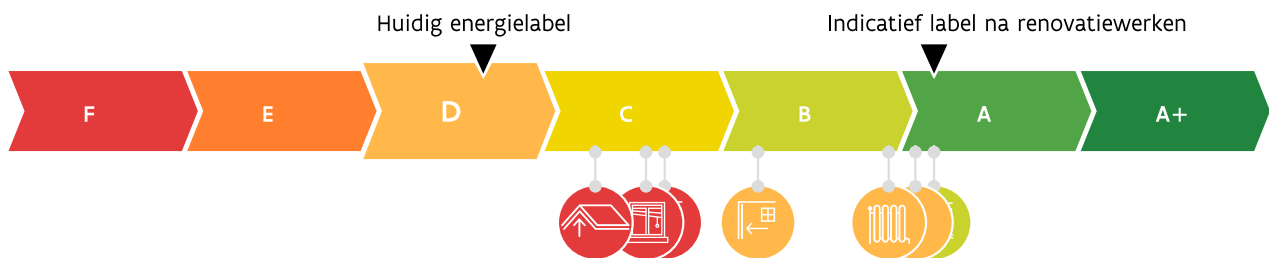 Huidig energielabel
Indicatief label na renovatiewerken
F
E
D
C
B
A
A+